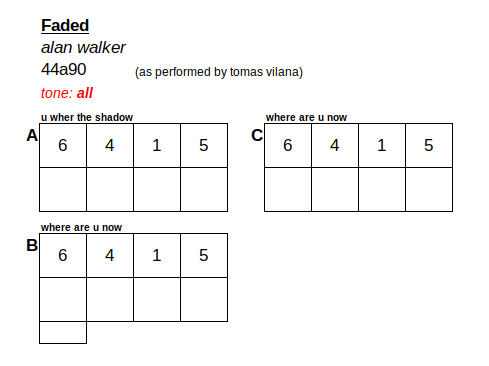 Faded
alan walker
44a90 (as performed by tomas vilana)
tone: all
u wher the shadow
A 6 4 1 5
where are u now
B 6 4 1 5
where are u now
C 6 4 1 5